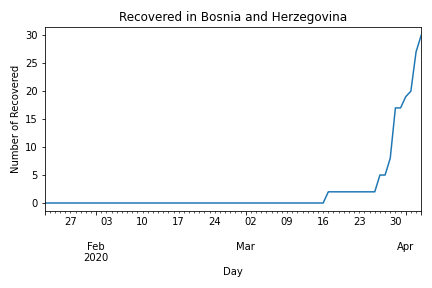 Recovered in Bosnia and Herzegovina
Number of Recovered
30
25
20
15
10
5
0
27 03 10 17 24 02 09 16 23 30
Feb Mar Apr
2020
Day